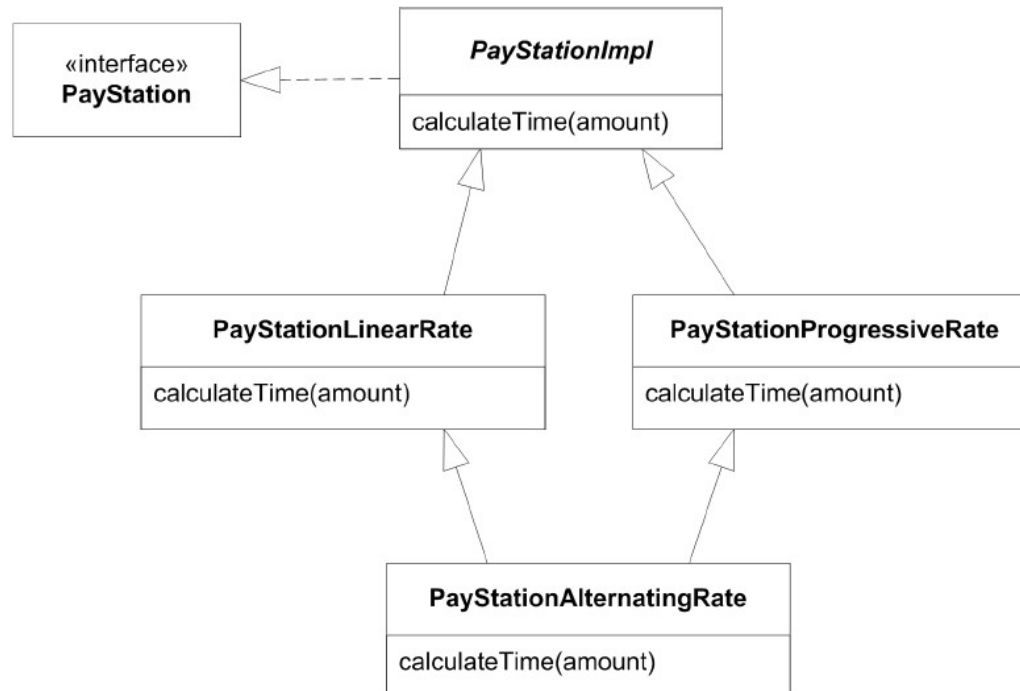 «interface»
PayStation
PayStationImpl
calculateTime(amount)
PayStationLinearRate
calculateTime(amount)
PayStationProgressiveRate
calculateTime(amount)
PayStationAlternatingRate
calculateTime(amount)